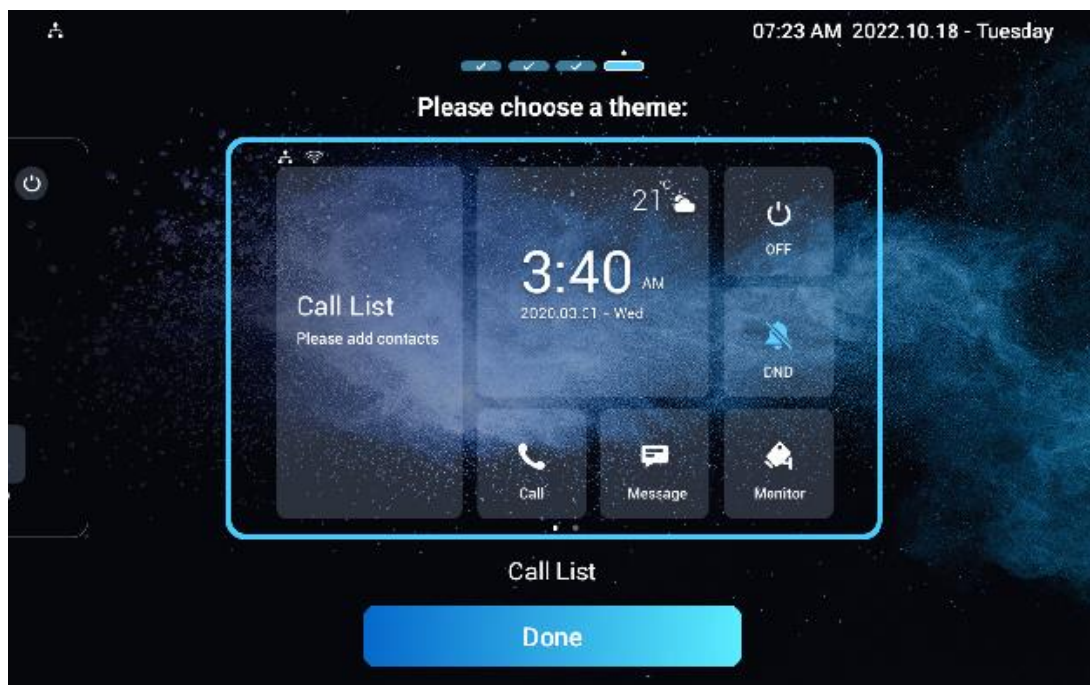 07:23 AM 2022.10.18 - Tuesday
Please choose a theme:
21°C
OFF
3:40 AM
2020.03.01 - Wed
Call List
Please add contacts
DND
Call
Message
Monitor
Call List
Done